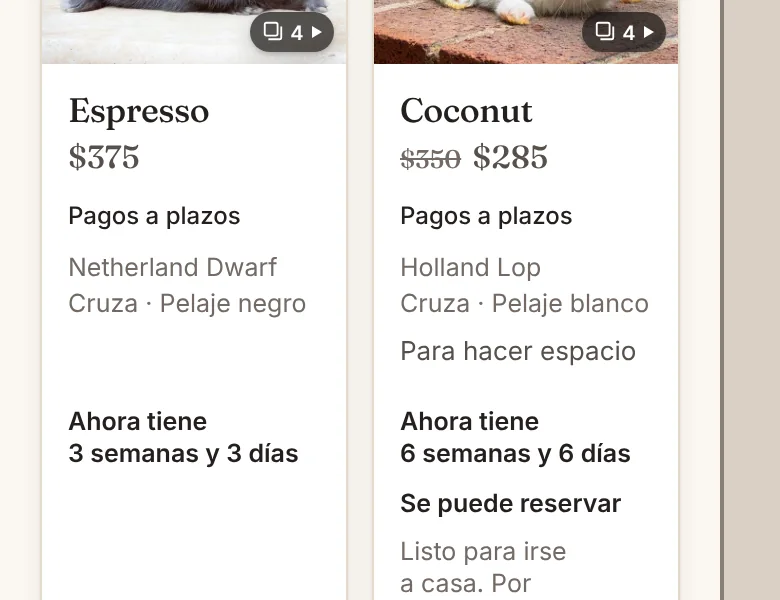 4
Espresso
$375
Pagos a plazos
Netherland Dwarf
Cruza · Pelaje negro
Ahora tiene
3 semanas y 3 días
4
Coconut
$350 $285
Pagos a plazos
Holland Lop
Cruza · Pelaje blanco
Para hacer espacio
Ahora tiene
6 semanas y 6 días
Se puede reservar
Listo para irse
a casa. Por